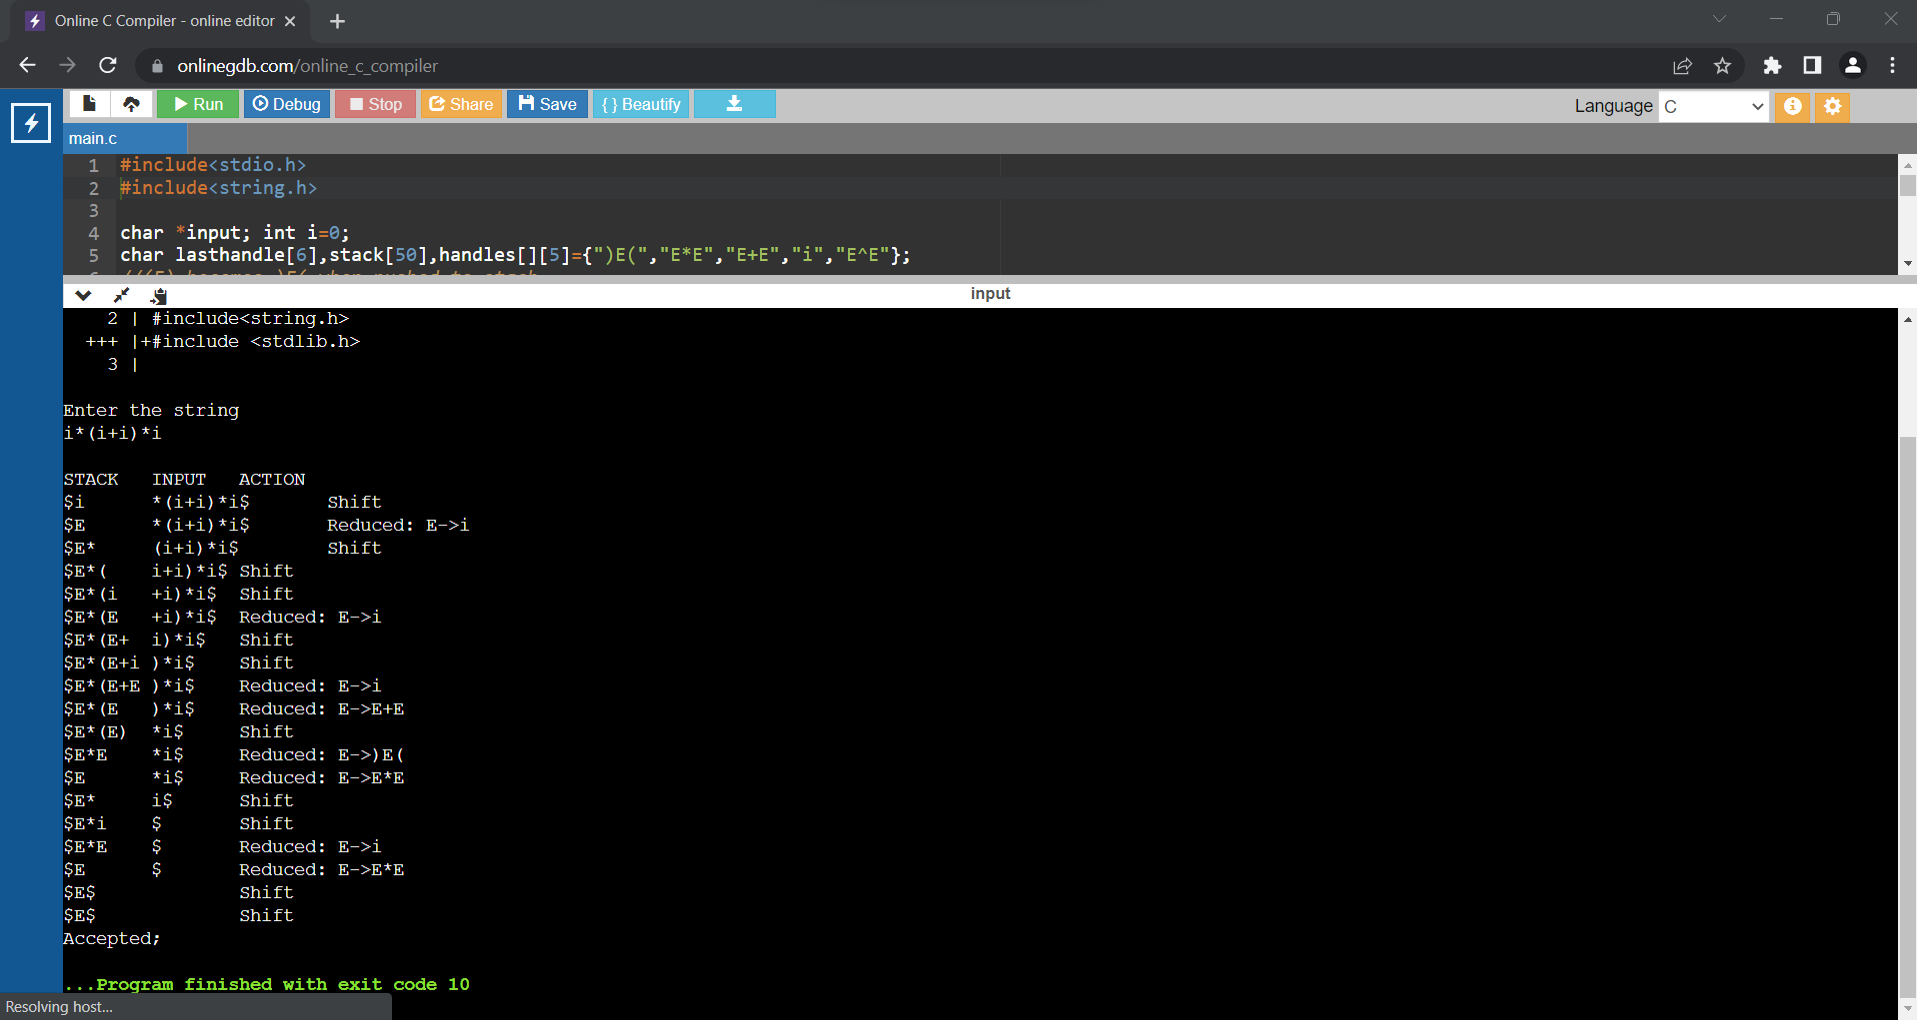 Online C Compiler - online editor
onlinegdb.com/online_c_compiler
Run Debug Stop Share Save { } Beautify Language C
main.c
1 #include<stdio.h>
2 #include<string.h>
3
4 char *input; int i=0;
5 char lasthandle[6],stack[50],handles[][5]={")E(","E*E","E+E","i","E^E"};
input
2 | #include<string.h>
+++ |+#include <stdlib.h>
3 |
Enter the string
i*(i+i)*i
STACK INPUT ACTION
$i *(i+i)*i$ Shift
$E *(i+i)*i$ Reduced: E->i
$E* (i+i)*i$ Shift
$E*( i+i)*i$ Shift
$E*(i +i)*i$ Shift
$E*(E +i)*i$ Reduced: E->i
$E*(E+ i)*i$ Shift
$E*(E+i )*i$ Shift
$E*(E+E )*i$ Reduced: E->i
$E*(E )*i$ Reduced: E->E+E
$E*(E) *i$ Shift
$E*E *i$ Reduced: E->)E(
$E *i$ Reduced: E->E*E
$E* i$ Shift
$E*i $ Shift
$E*E $ Reduced: E->i
$E $ Reduced: E->E*E
$E$ Shift
$E$ Shift
Accepted;
...Program finished with exit code 10
Resolving host...